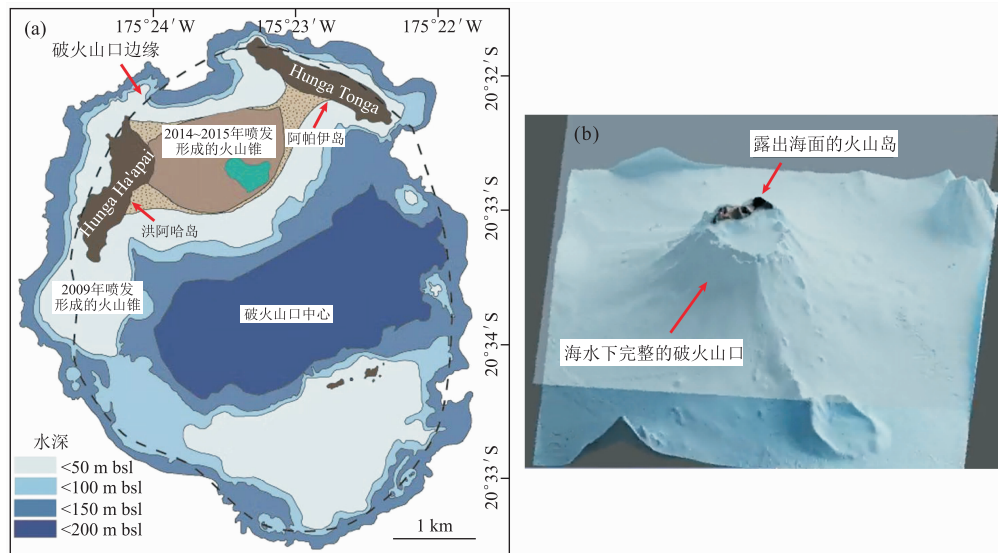 (a)
175°24′W
175°23′W
175°22′W
破火山口边缘
Hunga Tonga
20°32′S
2014~2015年喷发
形成的火山锥
阿帕伊岛
Hunga Ha'apai
洪阿哈岛
20°33′S
2009年喷发
形成的火山锥
破火山口中心
20°34′S
水深
<50 m bsl
<100 m bsl
<150 m bsl
<200 m bsl
20°33′S
1 km
(b)
露出海面的火山岛
海水下完整的破火山口